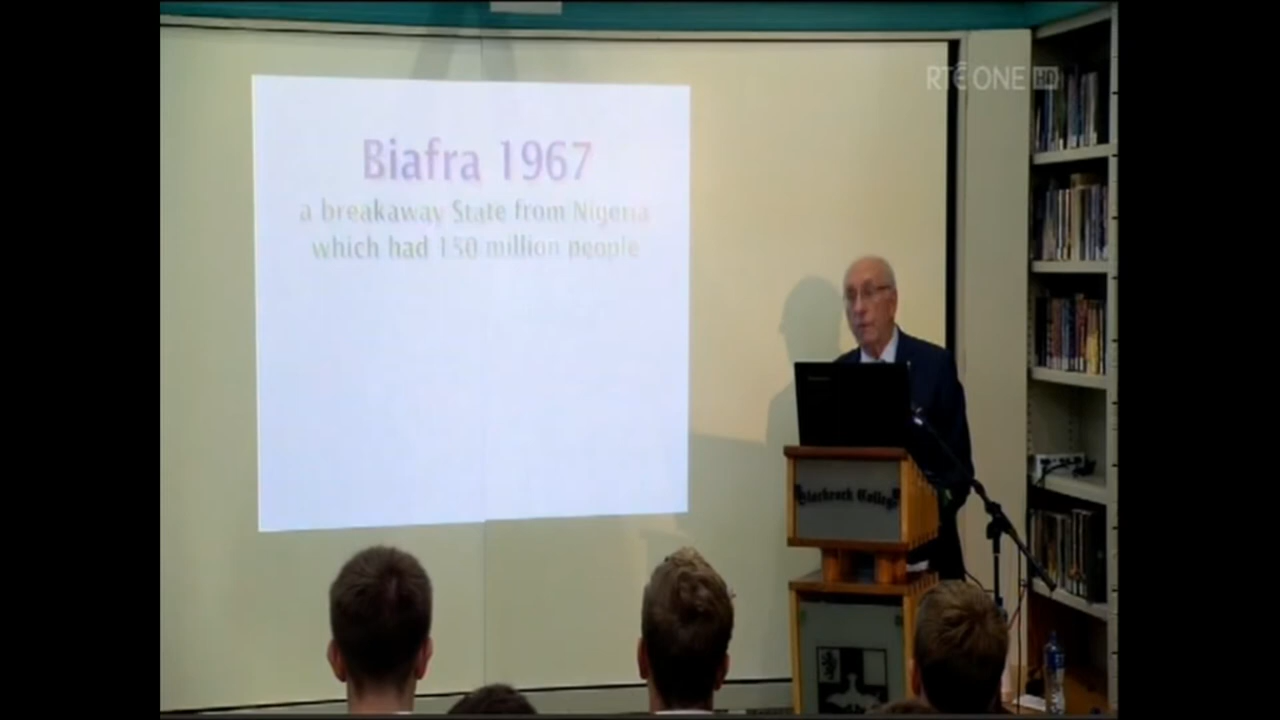 RTÉ ONE HD
Biafra 1967
a breakaway State from Nigeria
which had 150 million people
Blackrock College